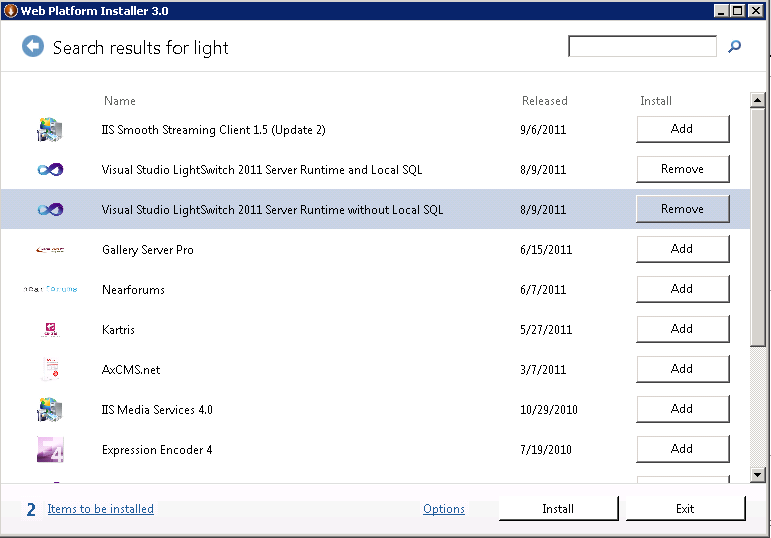 Web Platform Installer 3.0
Search results for light
Name Released Install
IIS Smooth Streaming Client 1.5 (Update 2) 9/6/2011 Add
Visual Studio LightSwitch 2011 Server Runtime and Local SQL 8/9/2011 Remove
Visual Studio LightSwitch 2011 Server Runtime without Local SQL 8/9/2011 Remove
Gallery Server Pro 6/15/2011 Add
nearforums Nearforums 6/7/2011 Add
Kartris 5/27/2011 Add
AxCMS.net 3/7/2011 Add
IIS Media Services 4.0 10/29/2010 Add
E4 Expression Encoder 4 7/19/2010 Add
2 Items to be installed Options Install Exit